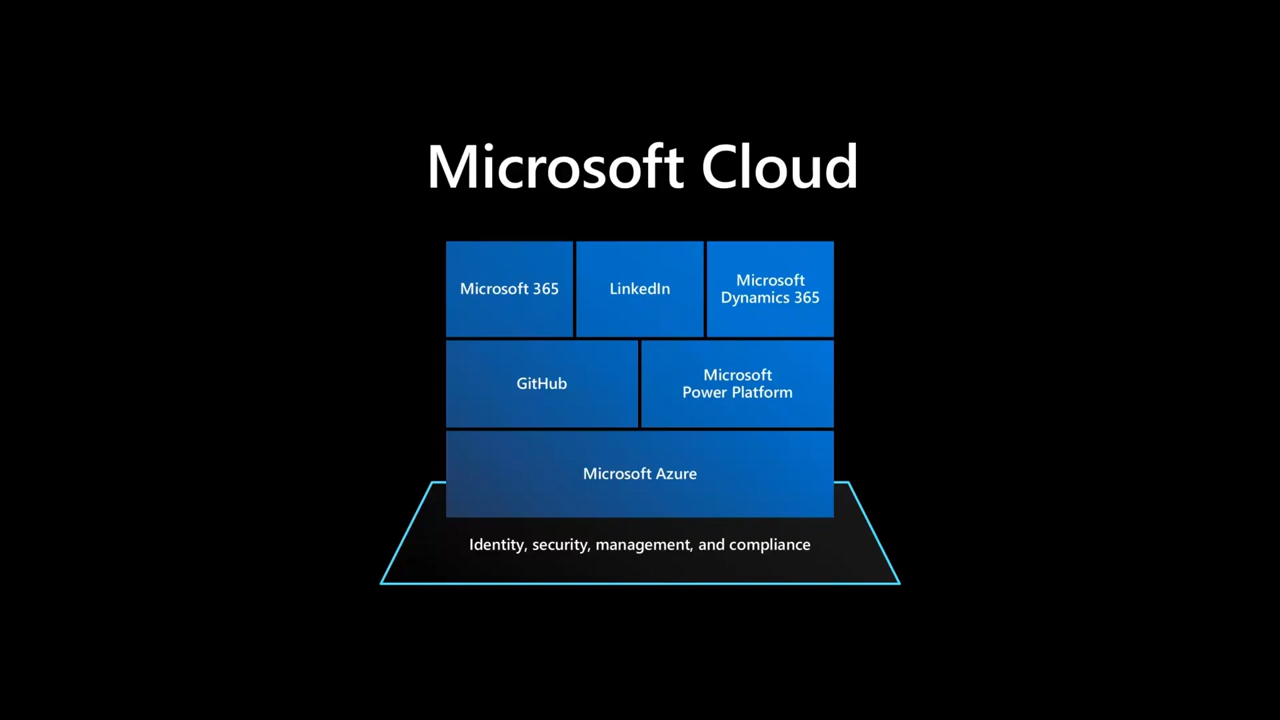 Microsoft Cloud
Microsoft 365
LinkedIn
Microsoft
Dynamics 365
GitHub
Microsoft
Power Platform
Microsoft Azure
Identity, security, management, and compliance